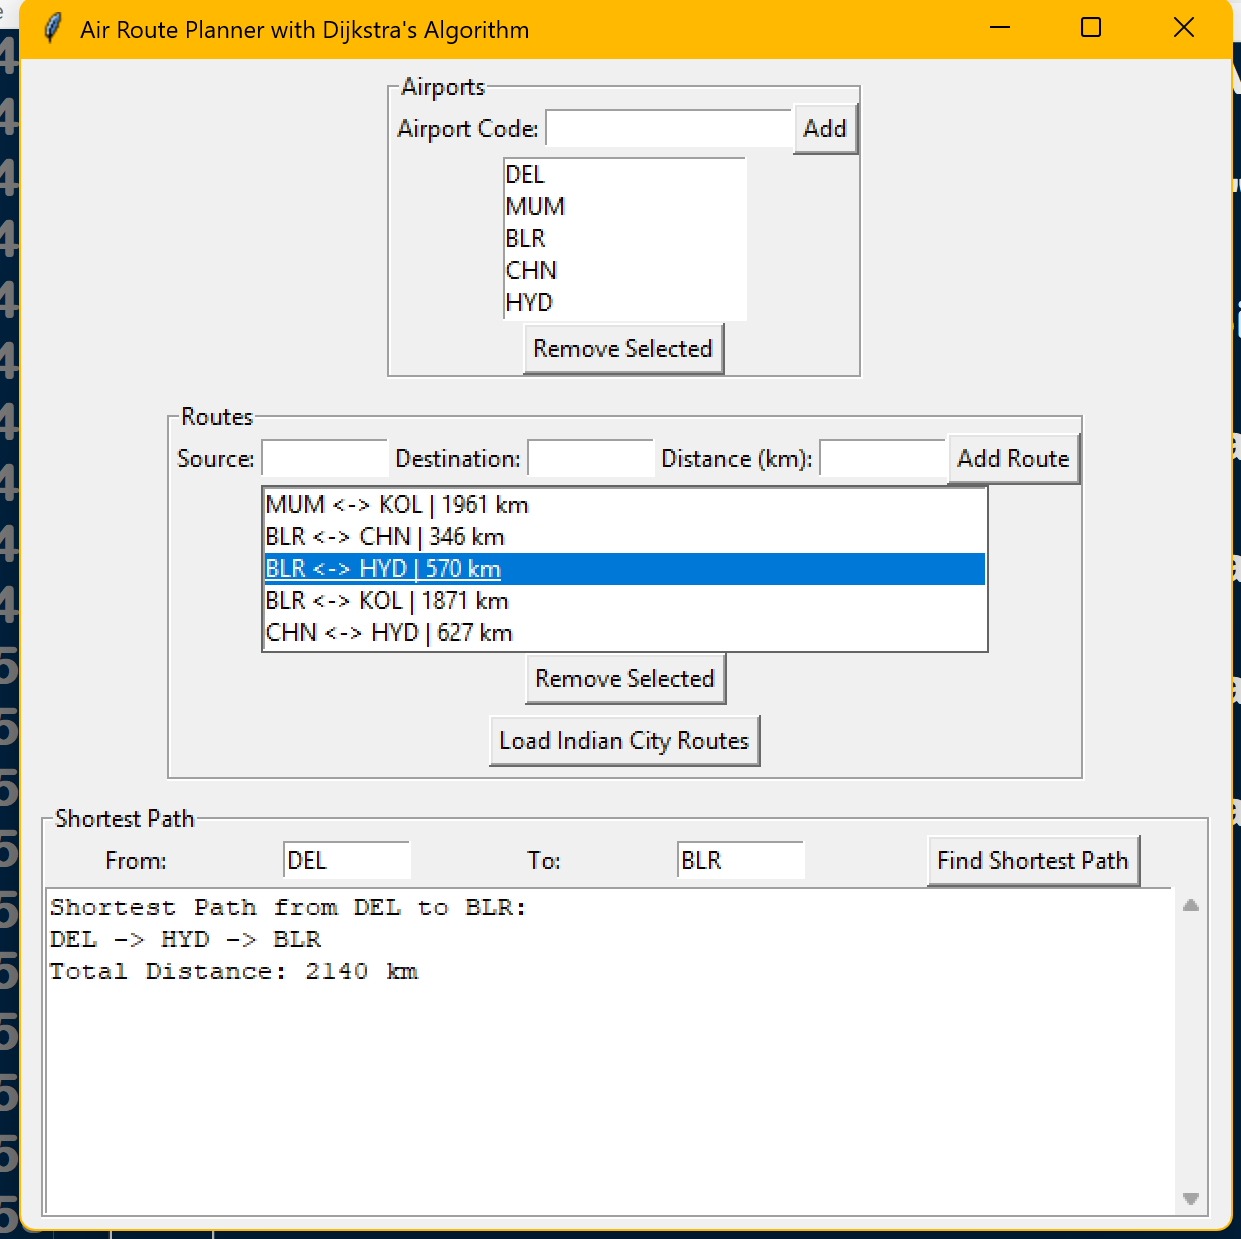 Air Route Planner with Dijkstra's Algorithm
Airports
Airport Code: Add
DEL
MUM
BLR
CHN
HYD
Remove Selected
Routes
Source: Destination: Distance (km): Add Route
MUM <-> KOL | 1961 km
BLR <-> CHN | 346 km
BLR <-> HYD | 570 km
BLR <-> KOL | 1871 km
CHN <-> HYD | 627 km
Remove Selected
Load Indian City Routes
Shortest Path
From: DEL To: BLR Find Shortest Path
Shortest Path from DEL to BLR:
DEL -> HYD -> BLR
Total Distance: 2140 km